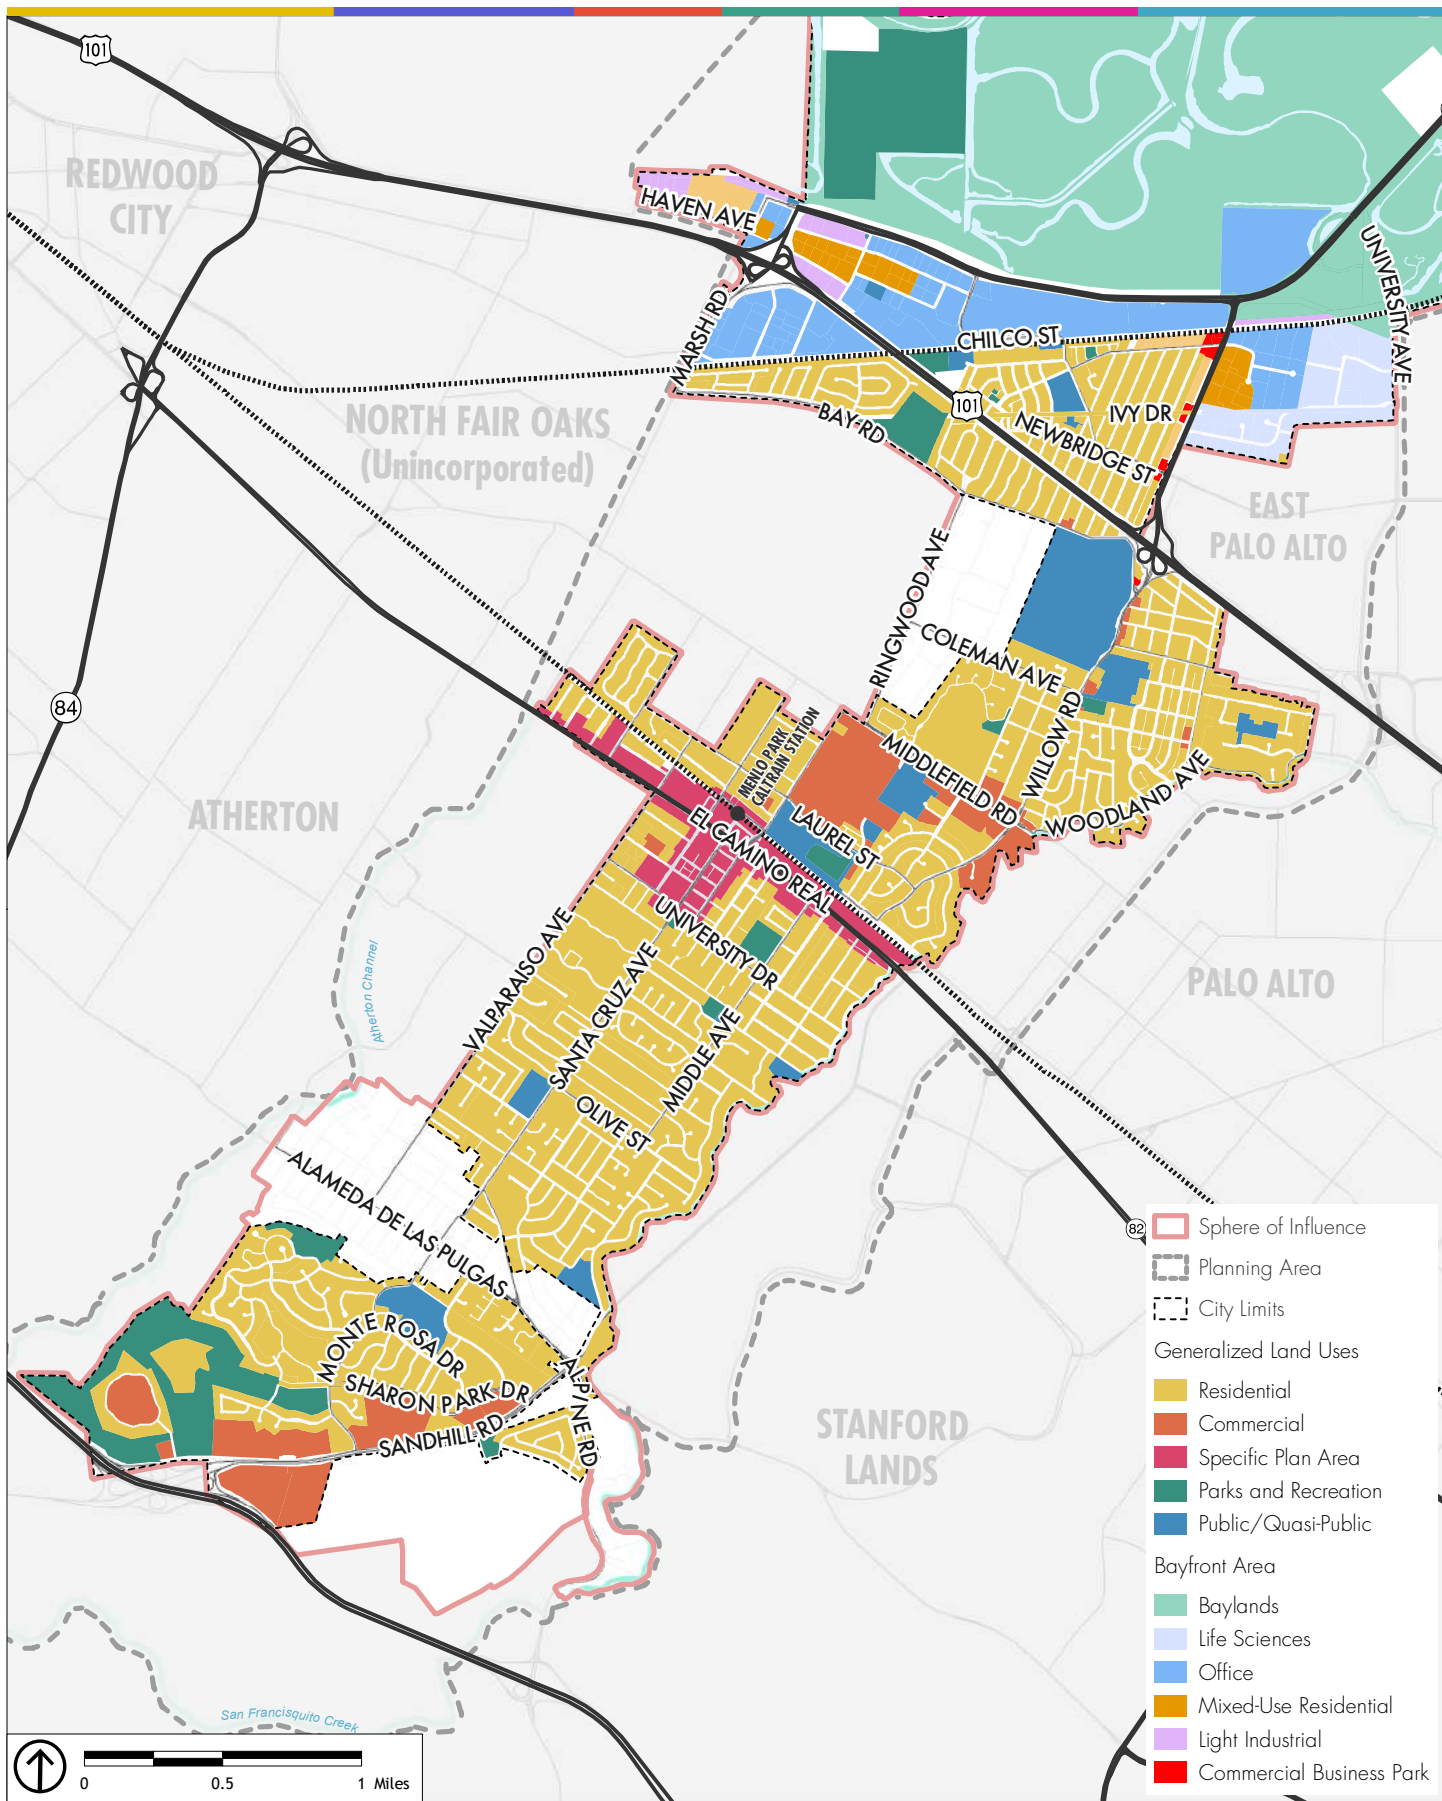 101
REDWOOD
CITY
HAVEN AVE
UNIVERSITY AVE
MARSH RD
CHILCO ST
NORTH FAIR OAKS
(Unincorporated)
101
BAY RD
IVY DR
NEWBRIDGE ST
EAST
PALO ALTO
RINGWOOD AVE
COLEMAN AVE
84
WILLOW RD
MENLO PARK
CALTRAIN STATION
MIDDLEFIELD RD
ATHERTON
WOODLAND AVE
LAUREL ST
EL CAMINO REAL
UNIVERSITY DR
VALPARAISO AVE
SANTA CRUZ AVE
PALO ALTO
Atherton Channel
MIDDLE AVE
OLIVE ST
ALAMEDA DE LAS PULGAS
82
MONTE ROSA DR
SHARON PARK DR
ALPINE RD
SANDHILL RD
STANFORD
LANDS
San Francisquito Creek
0 0.5 1 Miles
Sphere of Influence
Planning Area
City Limits
Generalized Land Uses
Residential
Commercial
Specific Plan Area
Parks and Recreation
Public/Quasi-Public
Bayfront Area
Baylands
Life Sciences
Office
Mixed-Use Residential
Light Industrial
Commercial Business Park